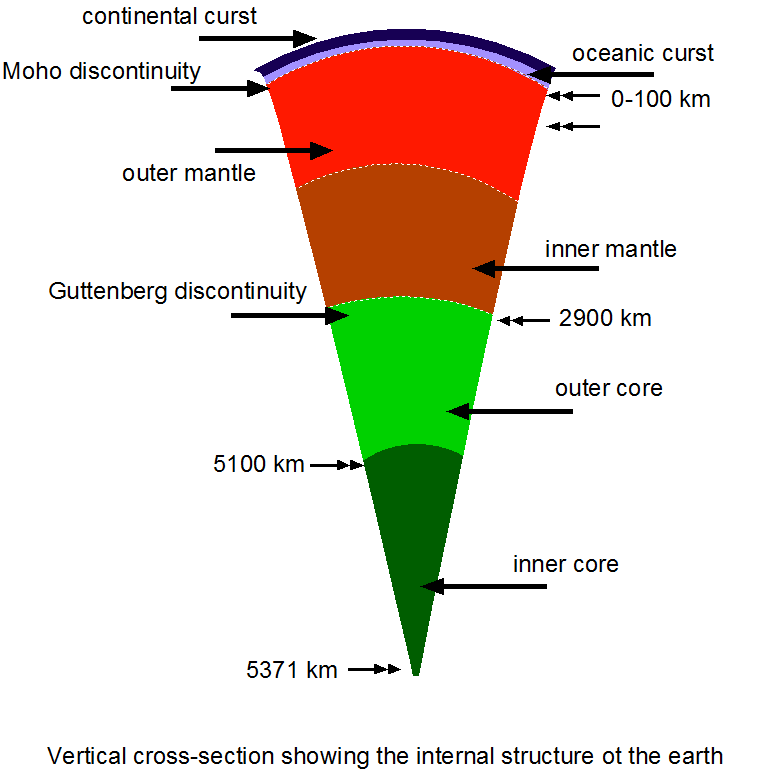 continental curst
oceanic curst
Moho discontinuity
0-100 km
outer mantle
inner mantle
Guttenberg discontinuity
2900 km
outer core
5100 km
inner core
5371 km
Vertical cross-section showing the internal structure ot the earth